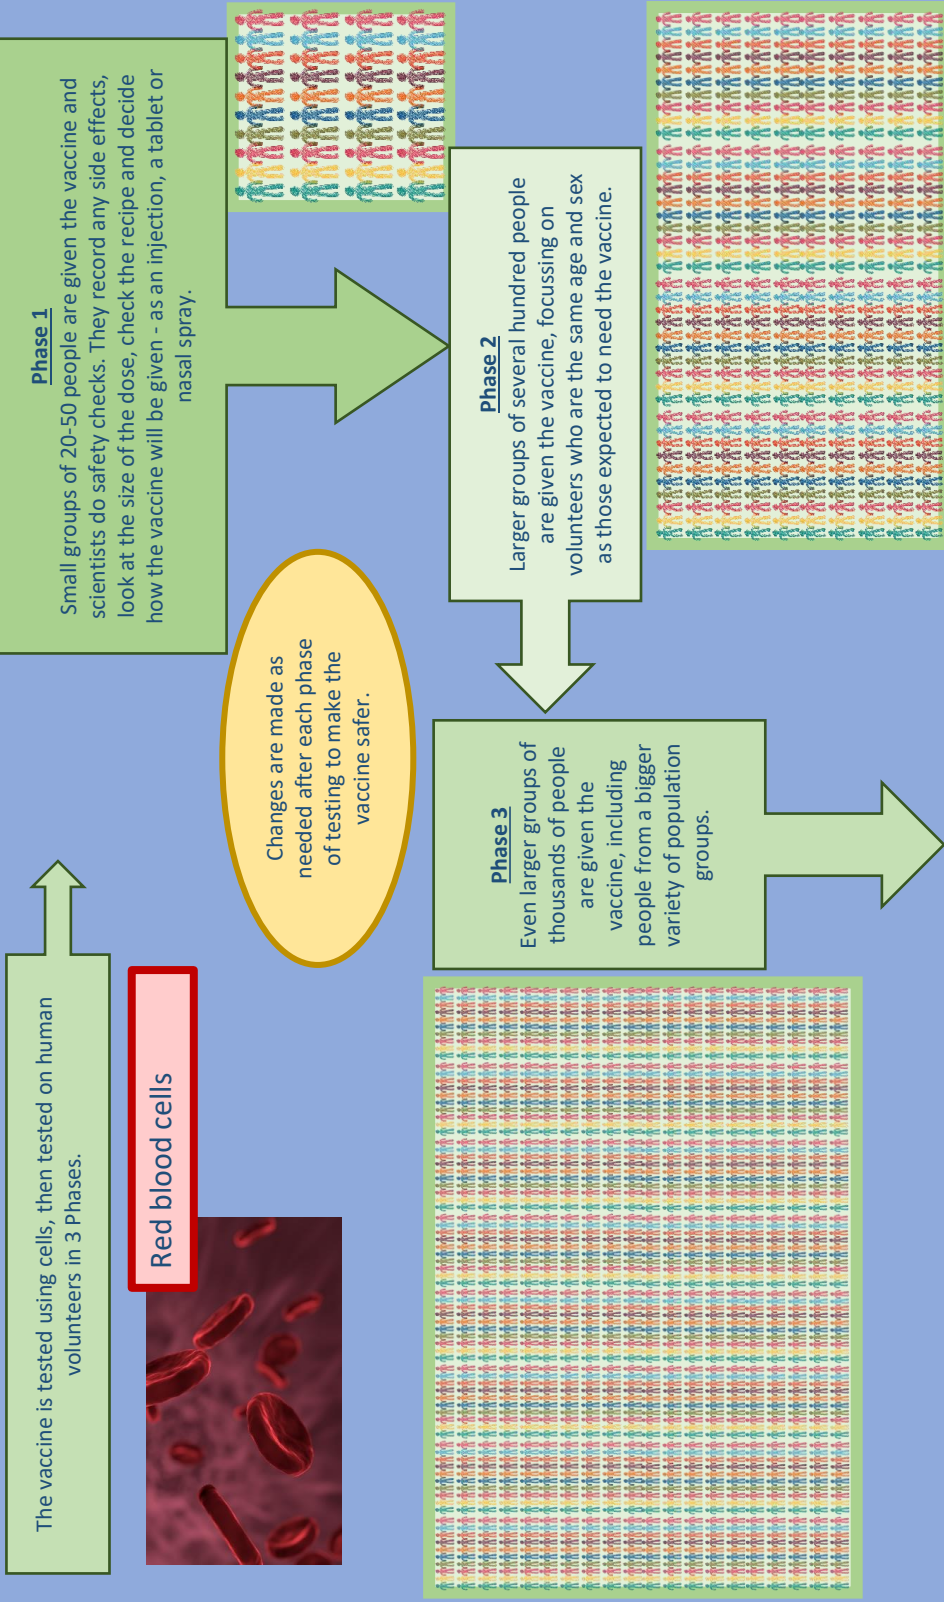 The vaccine is tested using cells, then tested on human
volunteers in 3 Phases.
Red blood cells
Phase 1
Small groups of 20-50 people are given the vaccine and
scientists do safety checks. They record any side effects,
look at the size of the dose, check the recipe and decide
how the vaccine will be given - as an injection, a tablet or
nasal spray.
Changes are made as
needed after each phase
of testing to make the
vaccine safer.
Phase 2
Larger groups of several hundred people
are given the vaccine, focussing on
volunteers who are the same age and sex
as those expected to need the vaccine.
Phase 3
Even larger groups of
thousands of people
are given the
vaccine, including
people from a bigger
variety of population
groups.